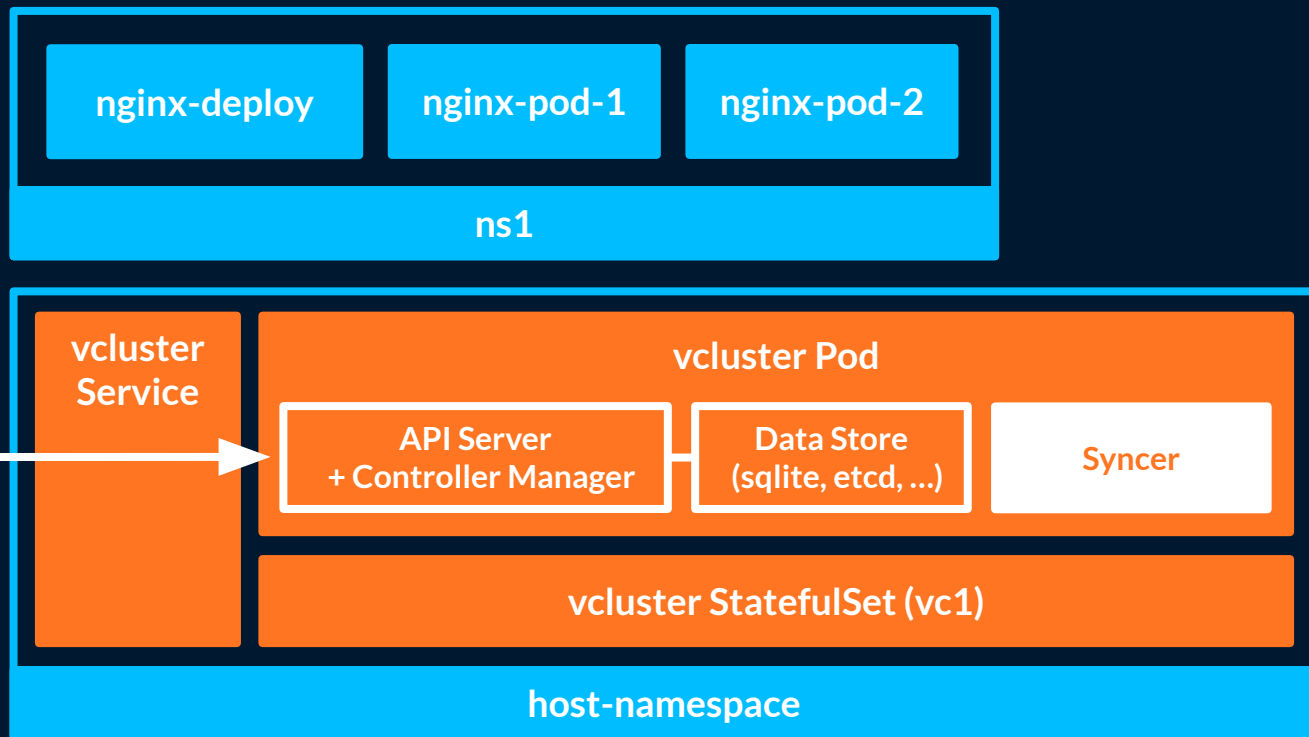 nginx-deploy
nginx-pod-1
nginx-pod-2
ns1
vcluster
Service
vcluster Pod
API Server
+ Controller Manager
Data Store
(sqlite, etcd, ...)
Syncer
vcluster StatefulSet (vc1)
host-namespace